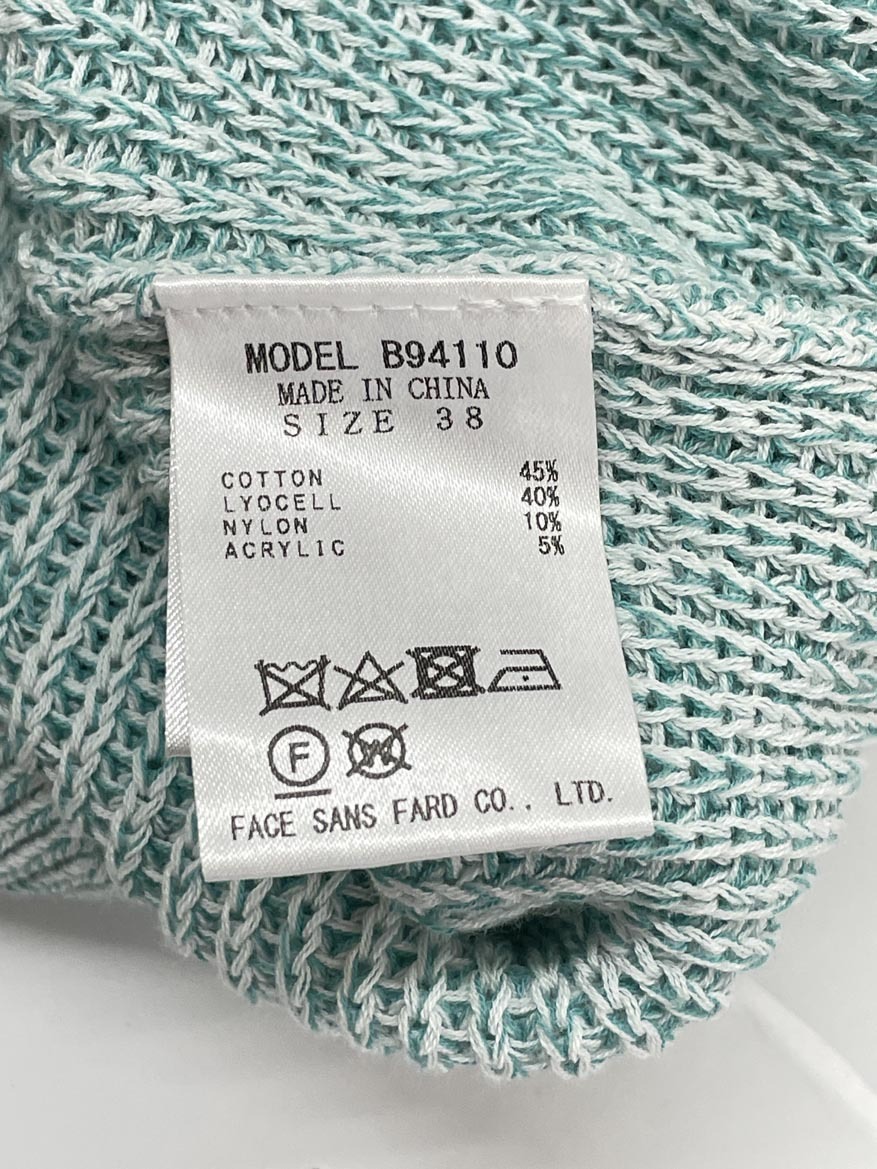 MODEL B94110
MADE IN CHINA
SIZE 38
COTTON 45%
LYOCELL 40%
NYLON 10%
ACRYLIC 5%
F W
FACE SANS FARD CO., LTD.